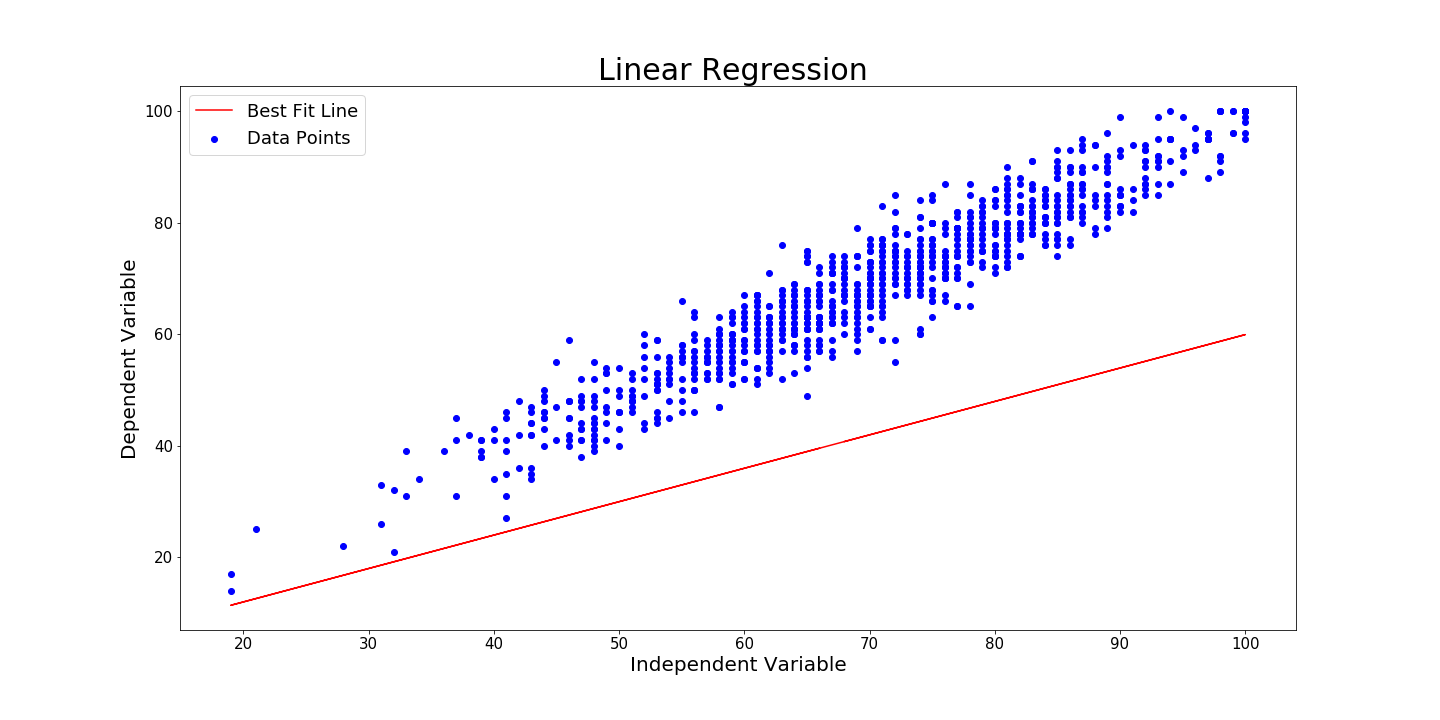 Linear Regression
Best Fit Line
Data Points
100
80
60
40
20
Dependent Variable
20 30 40 50 60 70 80 90 100
Independent Variable